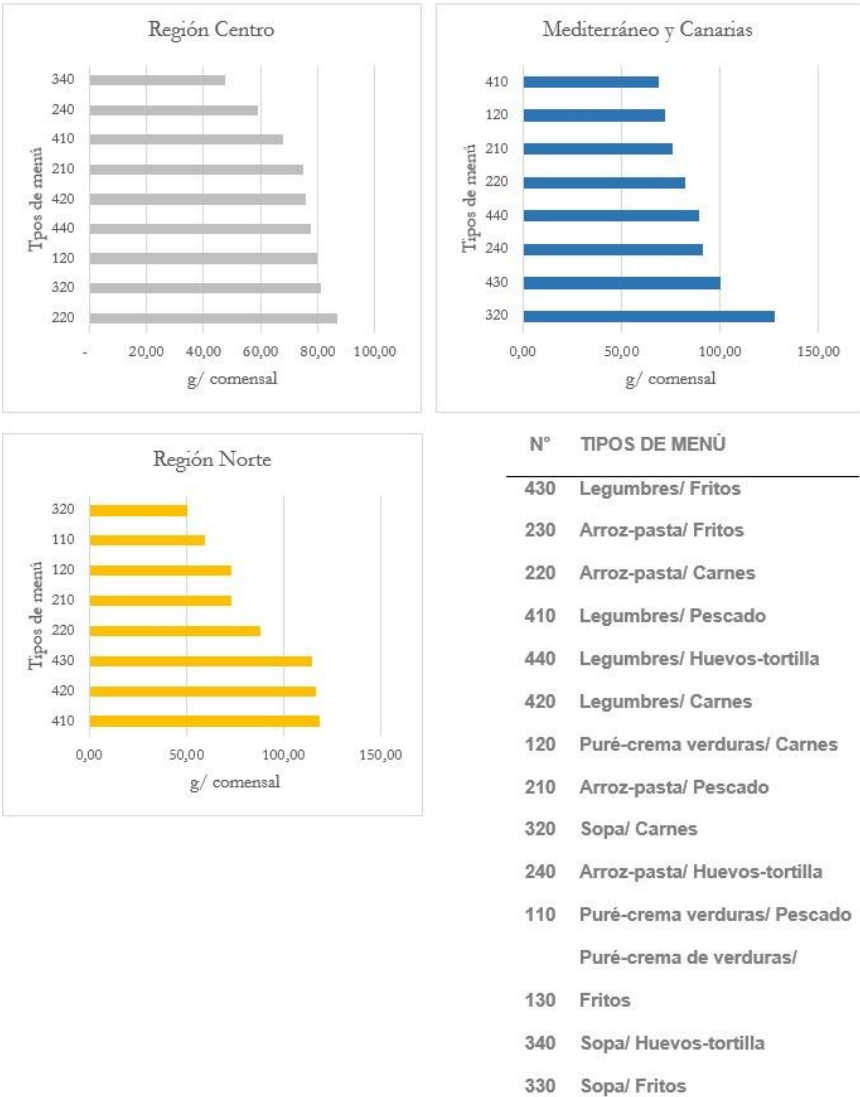 Región Centro
Tpos de menú
340
240
410
210
420
440
120
320
220
- 20,00 40,00 60,00 80,00 100,00
g/ comensal
Mediterráneo y Canarias
Tipos de menú
410
120
210
220
440
240
430
320
0,00 50,00 100,00 150,00
g/ comensal
Región Norte
Tipos de menú
320
110
120
210
220
430
420
410
0,00 50,00 100,00 150,00
g/ comensal
N° TIPOS DE MENÚ
430 Legumbres/ Fritos
230 Arroz-pasta/ Fritos
220 Arroz-pasta/ Carnes
410 Legumbres/ Pescado
440 Legumbres/ Huevos-tortilla
420 Legumbres/ Carnes
120 Puré-crema verduras/ Carnes
210 Arroz-pasta/ Pescado
320 Sopa/ Carnes
240 Arroz-pasta/ Huevos-tortilla
110 Puré-crema verduras/ Pescado
Puré-crema de verduras/
130 Fritos
340 Sopa/ Huevos-tortilla
330 Sopa/ Fritos